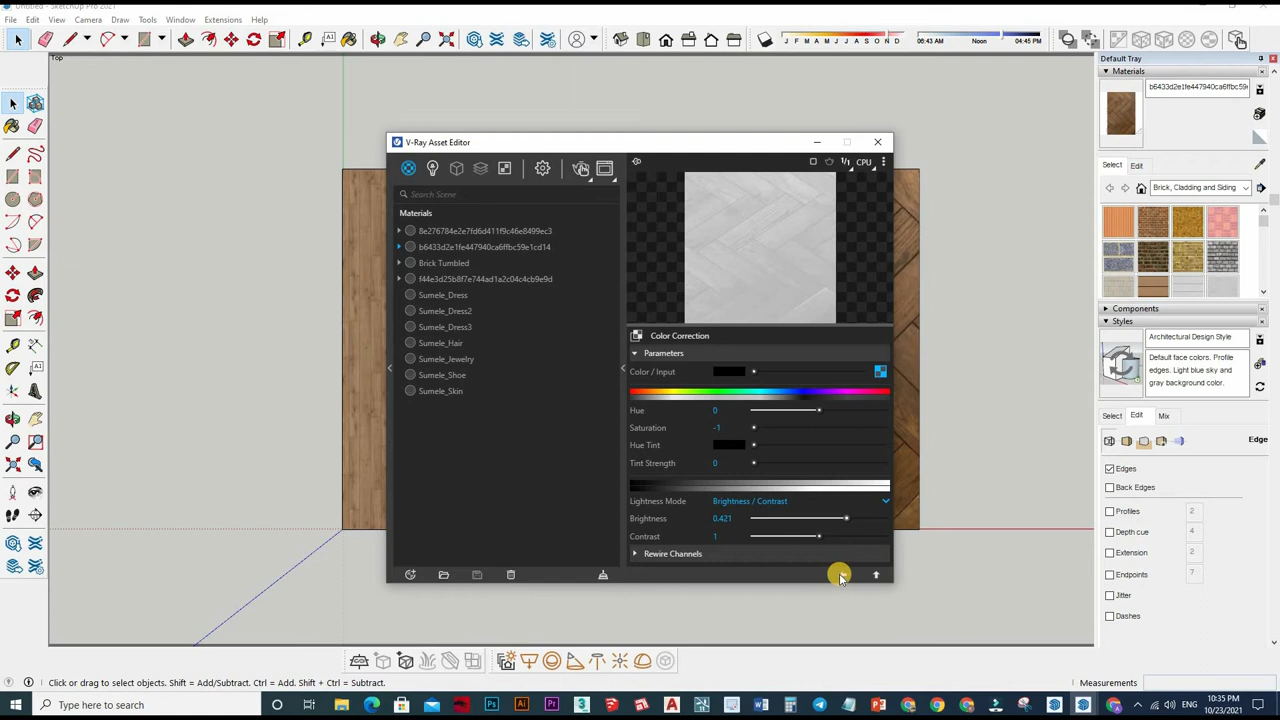 Untitled - SketchUp Pro 2021
File Edit View Camera Draw Tools Window Extensions Help
J F M A M J J A S O N D
06:43 AM Noon 04:45 PM
Top
Default Tray
Materials
Select Edit
Brick, Cladding and Siding
Components
Styles
Architectural Design Style
Default face colors. Profile
edges. Light blue sky and
gray background color.
Select Edit Mix
Edge
Edges
Back Edges
Profiles 2
Depth cue 4
Extension 2
Endpoints 7
Jitter
Dashes
V-Ray Asset Editor
1/1 CPU
Search Scene
Materials
8e276784e2e7fd6d411f9c46e8499ec3
b6433d2e1fe447940ca6ffbc59e1cd14
Brick Tumbled
f44e3d25b8f7e744ad1a2c04c4cb9e9d
Sumele_Dress
Sumele_Dress2
Sumele_Dress3
Sumele_Hair
Sumele_Jewelry
Sumele_Shoe
Sumele_Skin
Color Correction
Parameters
Color / Input
Hue 0
Saturation -1
Hue Tint
Tint Strength 0
Lightness Mode Brightness / Contrast
Brightness 0.421
Contrast 1
Rewire Channels
Click or drag to select objects. Shift = Add/Subtract. Ctrl = Add. Shift + Ctrl = Subtract.
Measurements
Type here to search
10:35 PM
10/23/2021